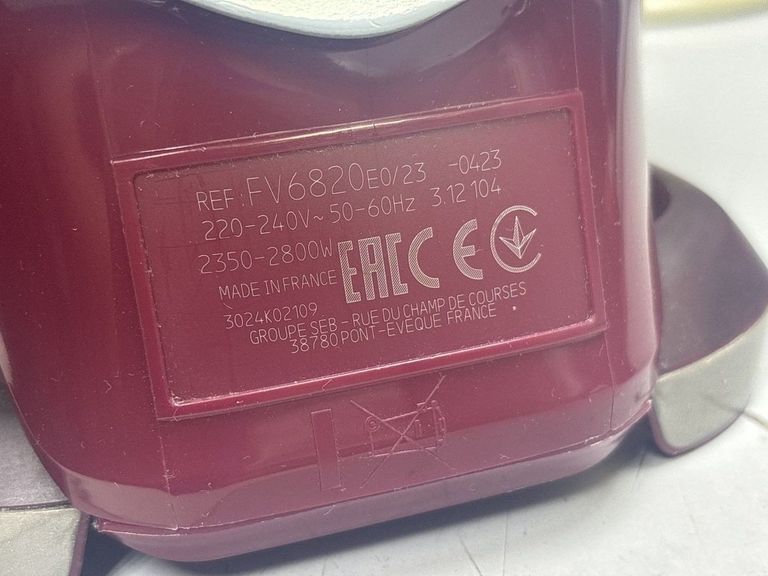 REF: FV6820E0/23 -0423
220-240V~ 50-60Hz 3.12 104
2350-2800W
EAC CE
MADE IN FRANCE
3024K02109
GROUPE SEB - RUE DU CHAMP DE COURSES
38780 PONT-EVEQUE FRANCE